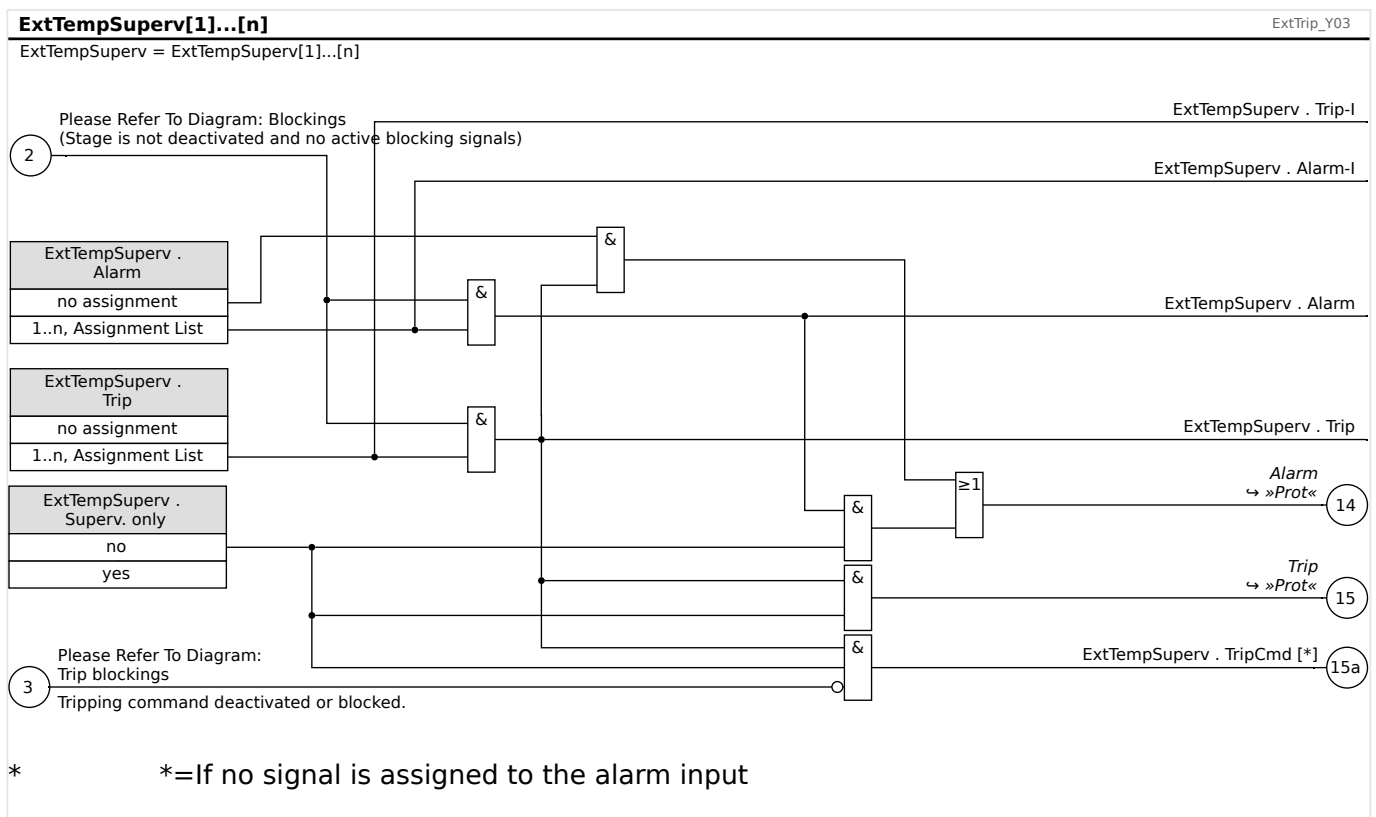 ExtTempSuperv[1]...[n]
ExtTrip_Y03
ExtTempSuperv = ExtTempSuperv[1]...[n]
ExtTempSuperv . Trip-I
Please Refer To Diagram: Blockings
(Stage is not deactivated and no active blocking signals)
2
ExtTempSuperv . Alarm-I
&
ExtTempSuperv .
Alarm
no assignment
1..n, Assignment List
&
ExtTempSuperv . Alarm
ExtTempSuperv .
Trip
no assignment
1..n, Assignment List
&
ExtTempSuperv . Trip
ExtTempSuperv .
Superv. only
no
yes
≥1
Alarm
↪ »Prot«
14
&
&
Trip
↪ »Prot«
15
&
ExtTempSuperv . TripCmd [*]
15a
Please Refer To Diagram:
Trip blockings
3
Tripping command deactivated or blocked.
* *=If no signal is assigned to the alarm input